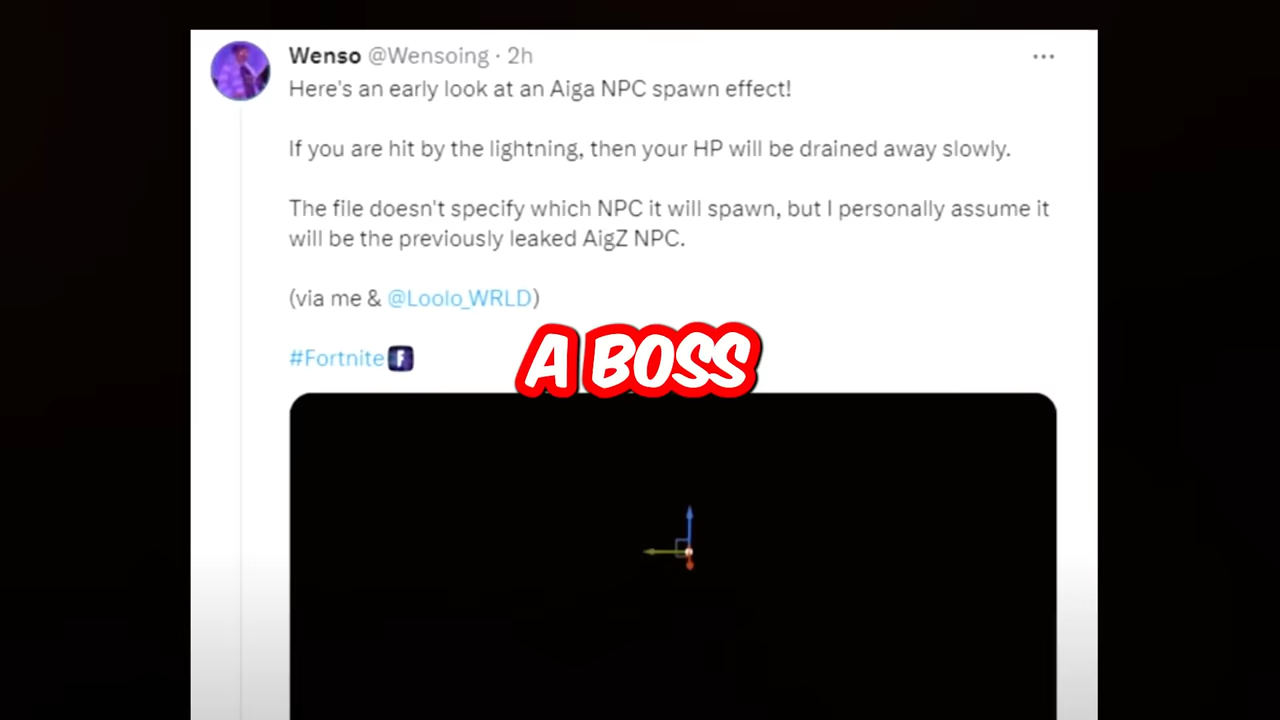 Wenso @Wensoing · 2h
Here's an early look at an Aiga NPC spawn effect!
If you are hit by the lightning, then your HP will be drained away slowly.
The file doesn't specify which NPC it will spawn, but I personally assume it
will be the previously leaked AigZ NPC.
(via me & @Loolo_WRLD)
#Fortnite
A BOSS